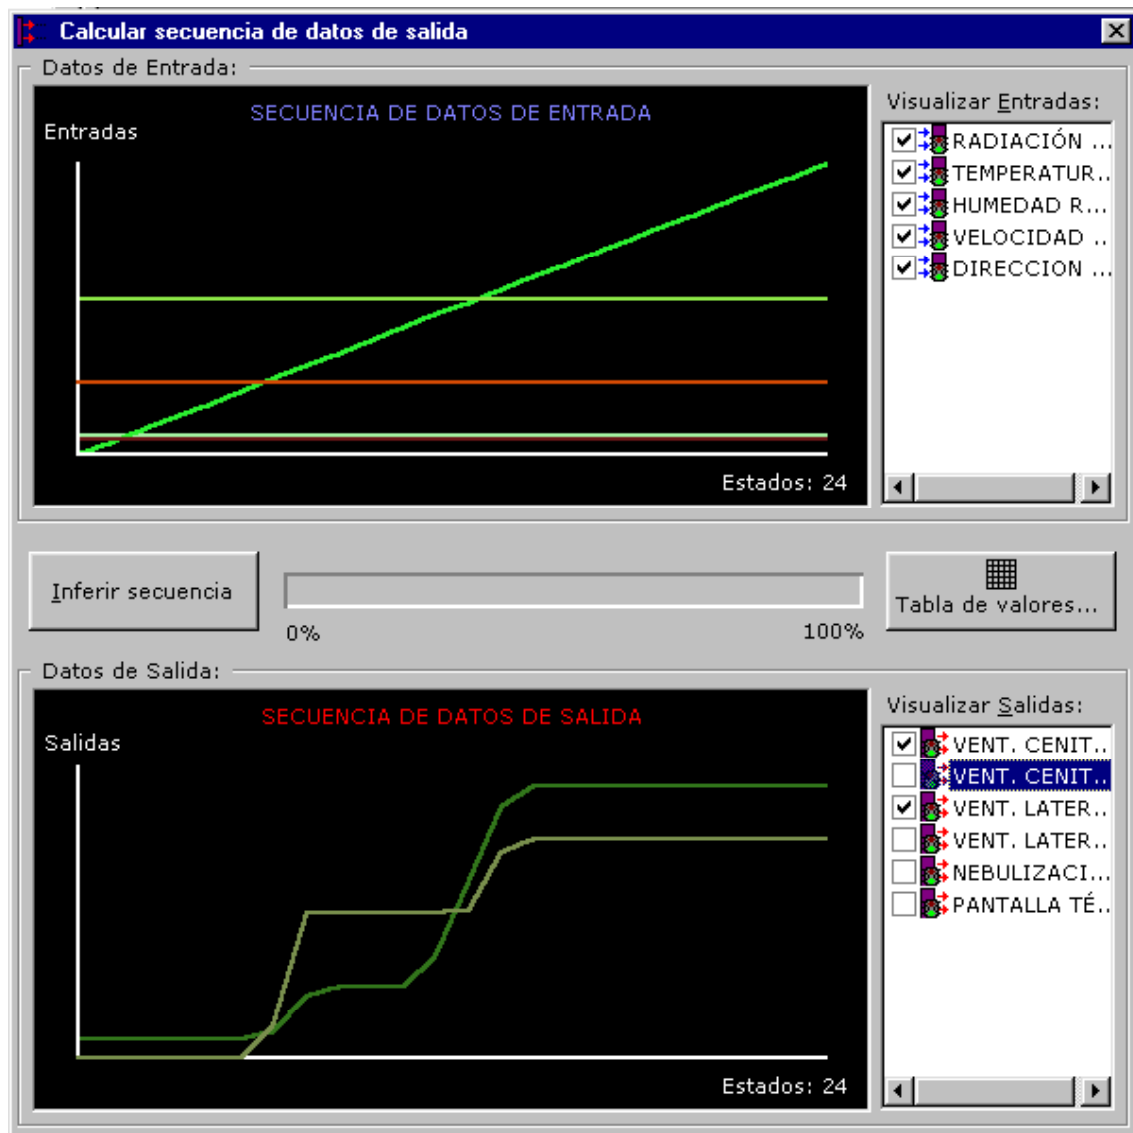 Calcular secuencia de datos de salida
Datos de Entrada:
SECUENCIA DE DATOS DE ENTRADA
Entradas
Estados: 24
Visualizar Entradas:
RADIACIÓN ...
TEMPERATUR..
HUMEDAD R...
VELOCIDAD ..
DIRECCION ...
Inferir secuencia
0%
100%
Tabla de valores...
Datos de Salida:
SECUENCIA DE DATOS DE SALIDA
Salidas
Estados: 24
Visualizar Salidas:
VENT. CENIT..
VENT. CENIT..
VENT. LATER..
VENT. LATER..
NEBULIZACI...
PANTALLA TÉ..